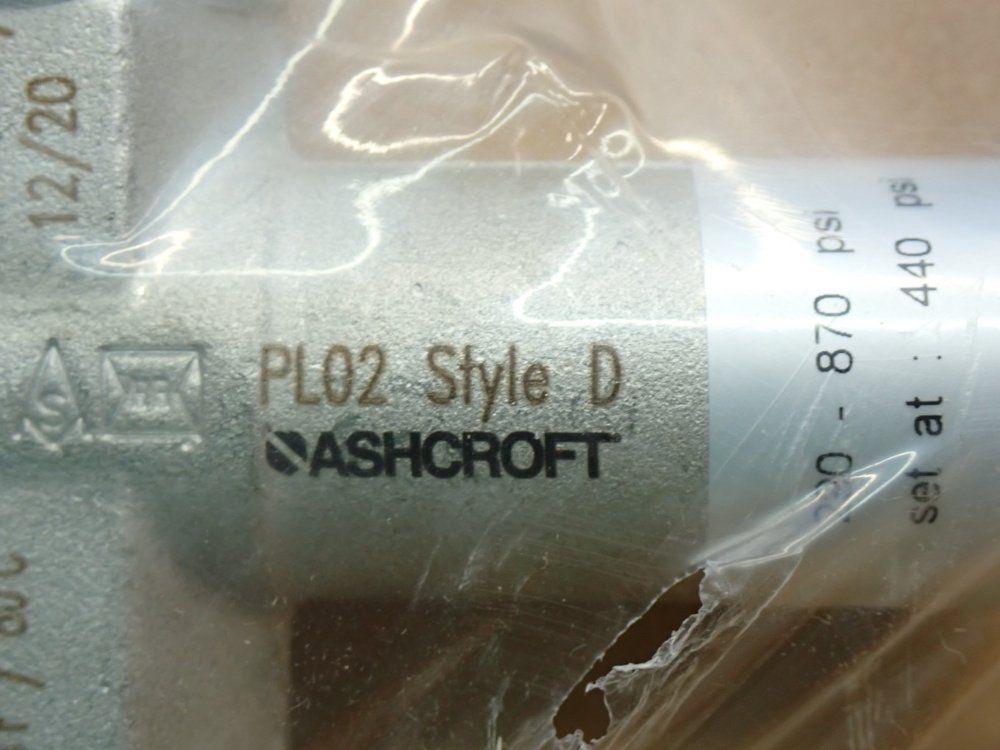 12/20
PL02 Style D
ASHCROFT
- 870 psi
set at : 440 psi